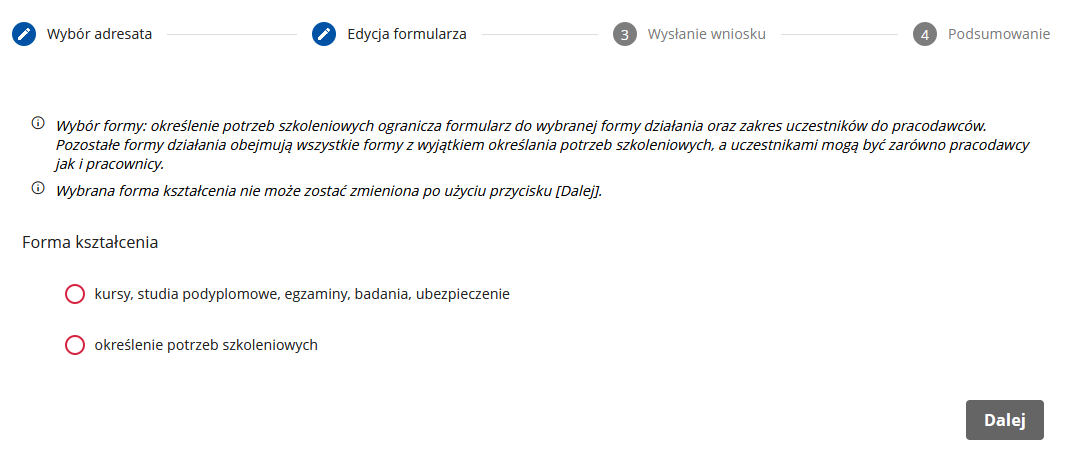 Wybór adresata
Edycja formularza
3 Wysłanie wniosku
4 Podsumowanie
Wybór formy: określenie potrzeb szkoleniowych ogranicza formularz do wybranej formy działania oraz zakres uczestników do pracodawców.
Pozostałe formy działania obejmują wszystkie formy z wyjątkiem określania potrzeb szkoleniowych, a uczestnikami mogą być zarówno pracodawcy
jak i pracownicy.
Wybrana forma kształcenia nie może zostać zmieniona po użyciu przycisku [Dalej].
Forma kształcenia
kursy, studia podyplomowe, egzaminy, badania, ubezpieczenie
określenie potrzeb szkoleniowych
Dalej